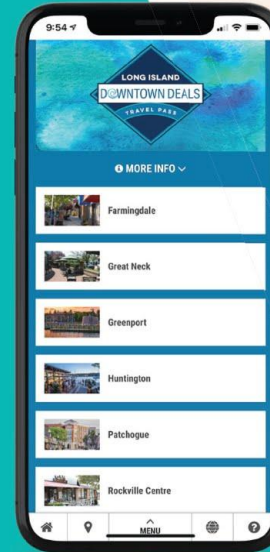 9:54
LONG ISLAND
DOWNTOWN DEALS
TRAVEL PASS
MORE INFO
Farmingdale
Great Neck
Greenport
Huntington
Patchogue
Rockville Centre
MENU